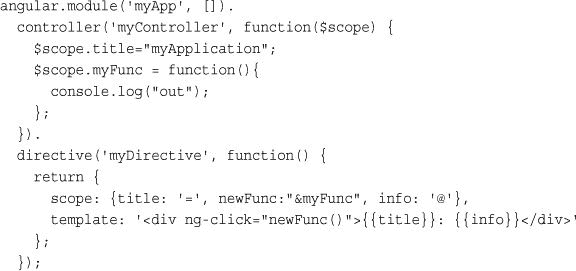 angular.module('myApp', []).
  controller('myController', function($scope) {
    $scope.title="myApplication";
    $scope.myFunc = function(){
      console.log("out");
    };
  }).
  directive('myDirective', function() {
    return {
      scope: {title: '=', newFunc:"&myFunc", info: '@'},
      template: '<div ng-click="newFunc()">{{title}}: {{info}}</div>'
    };
  });